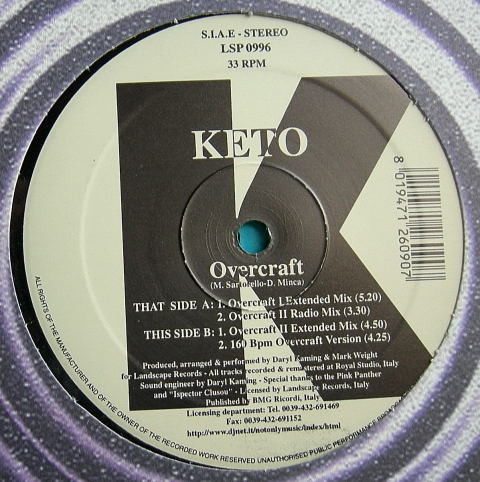 S.I.A.E - STEREO
LSP 0996
33 RPM
KETO
8 019471 260907
Overcraft
(M. Santorello-D. Minca)
THAT SIDE A: 1. Overcraft I Extended Mix (5.20)
2. Overcraft II Radio Mix (3.30)
THIS SIDE B: 1. Overcraft II Extended Mix (4.50)
2. 160 Bpm Overcraft Version (4.25)
Produced, arranged & performed by Daryl Kaming & Mark Weight
for Landscape Records - All tracks recorded & remastered at Royal Studio, Italy
Sound engineer by Daryl Kaming - Special thanks to the Pink Panther
and "Ispector Clusou" - Licensed by Landscape Records, Italy
Published by BMG Ricordi, Italy
Licensing department: Tel. 0039-432-691469
Fax: 0039-432-691152
http://www.djnet.it/notonlymusic/index/html
ALL RIGHTS OF THE MANUFACTURER AND OF THE OWNER OF THE RECORDED WORK RESERVED UNAUTHORISED PUBLIC PERFORMANCE